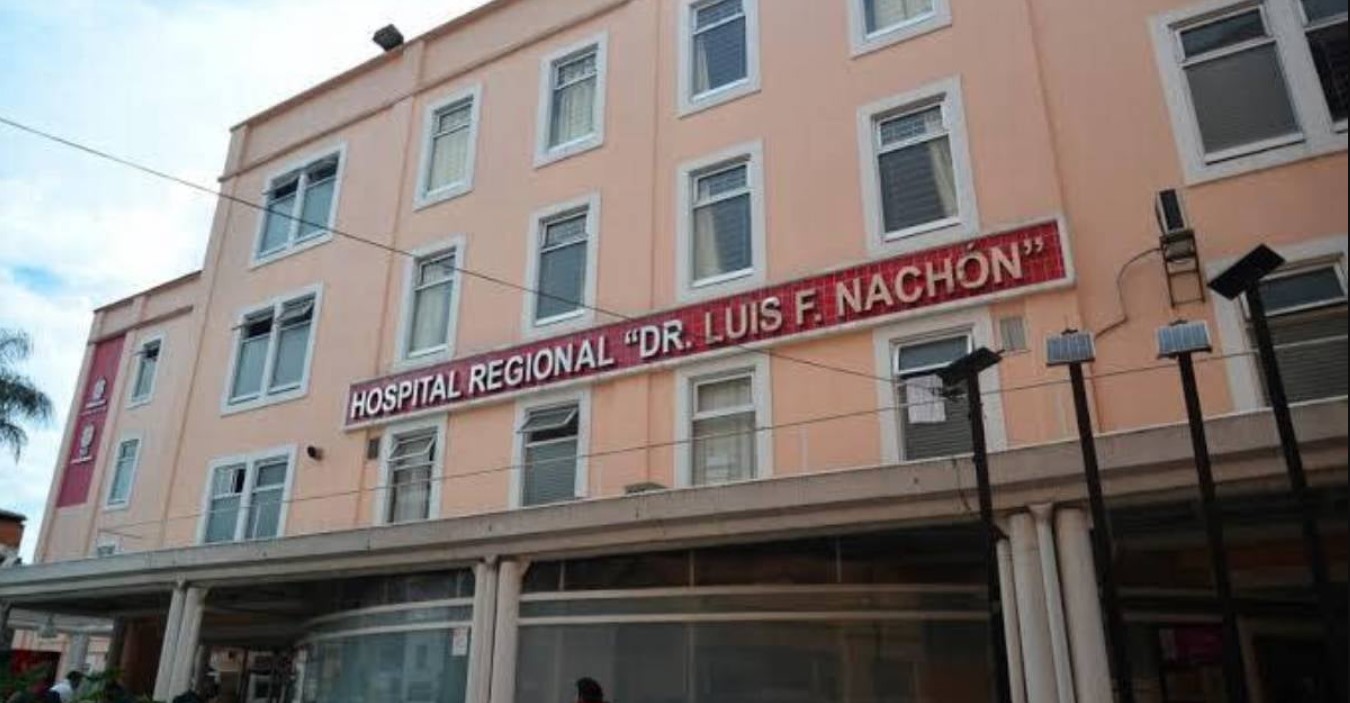 HOSPITAL REGIONAL “DR. LUIS F. NACHÓN”